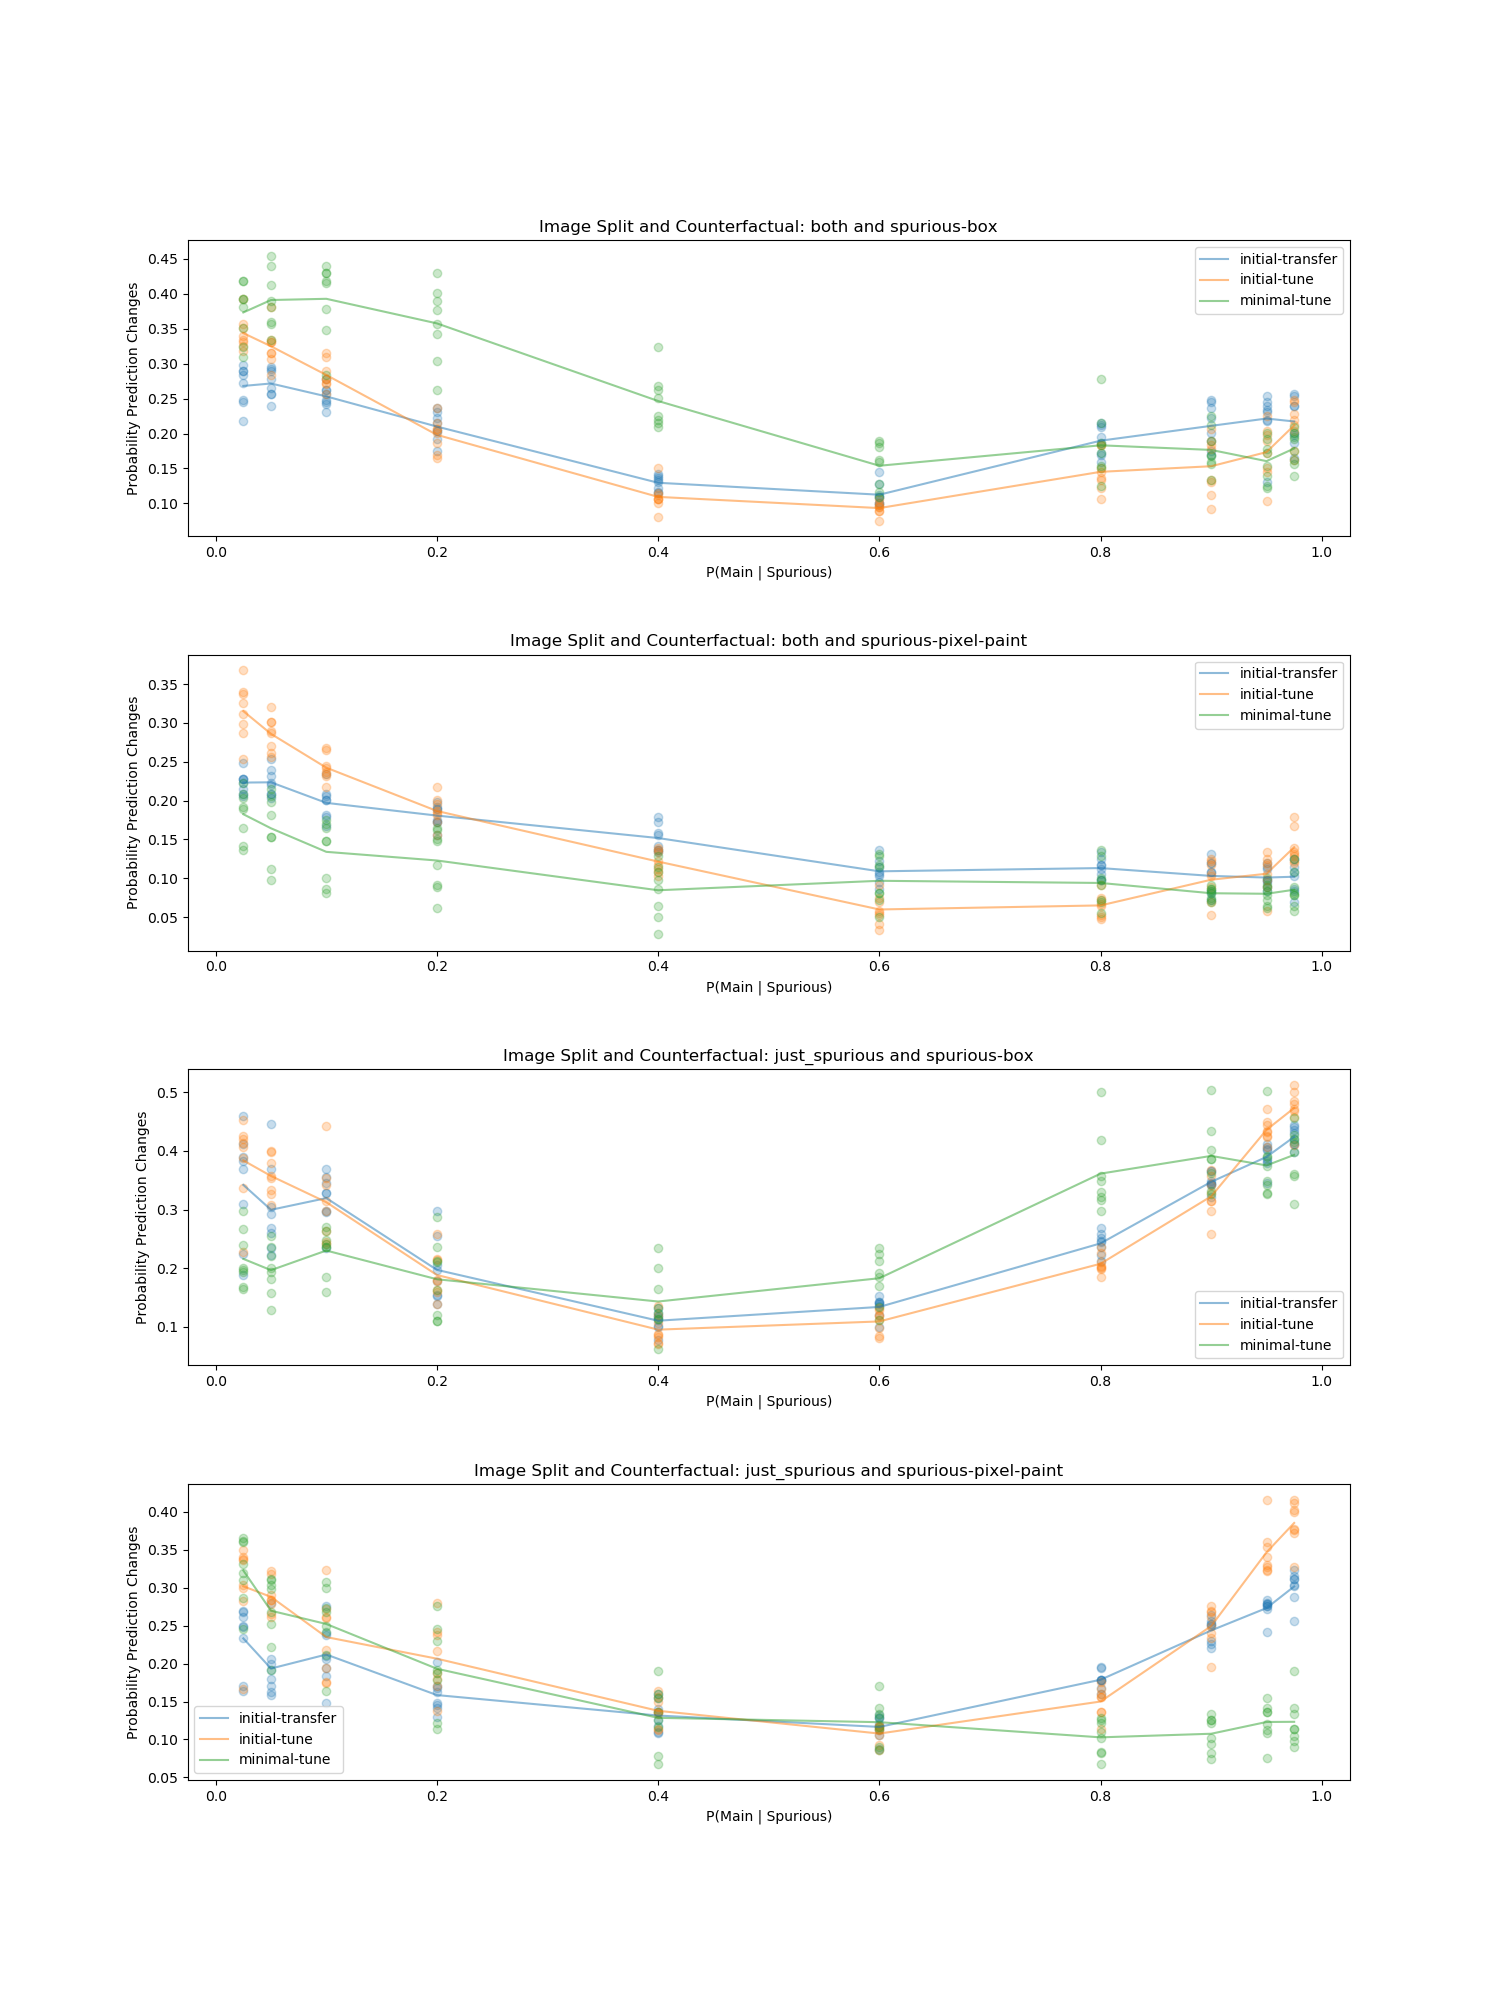 Image Split and Counterfactual: both and spurious-box
Probability Prediction Changes
0.45
0.40
0.35
0.30
0.25
0.20
0.15
0.10
initial-transfer
initial-tune
minimal-tune
0.0 0.2 0.4 0.6 0.8 1.0
P(Main | Spurious)
Image Split and Counterfactual: both and spurious-pixel-paint
Probability Prediction Changes
0.35
0.30
0.25
0.20
0.15
0.10
0.05
initial-transfer
initial-tune
minimal-tune
0.0 0.2 0.4 0.6 0.8 1.0
P(Main | Spurious)
Image Split and Counterfactual: just_spurious and spurious-box
Probability Prediction Changes
0.5
0.4
0.3
0.2
0.1
initial-transfer
initial-tune
minimal-tune
0.0 0.2 0.4 0.6 0.8 1.0
P(Main | Spurious)
Image Split and Counterfactual: just_spurious and spurious-pixel-paint
Probability Prediction Changes
0.40
0.35
0.30
0.25
0.20
0.15
0.10
0.05
initial-transfer
initial-tune
minimal-tune
0.0 0.2 0.4 0.6 0.8 1.0
P(Main | Spurious)